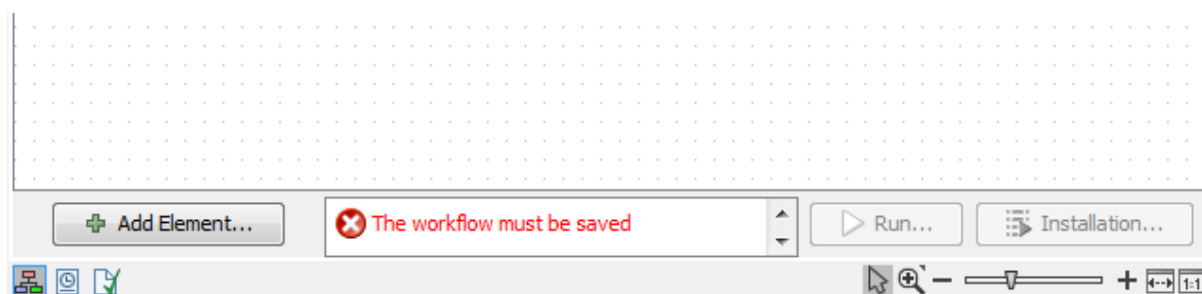 Add Element...
The workflow must be saved
Run...
Installation...
1:1